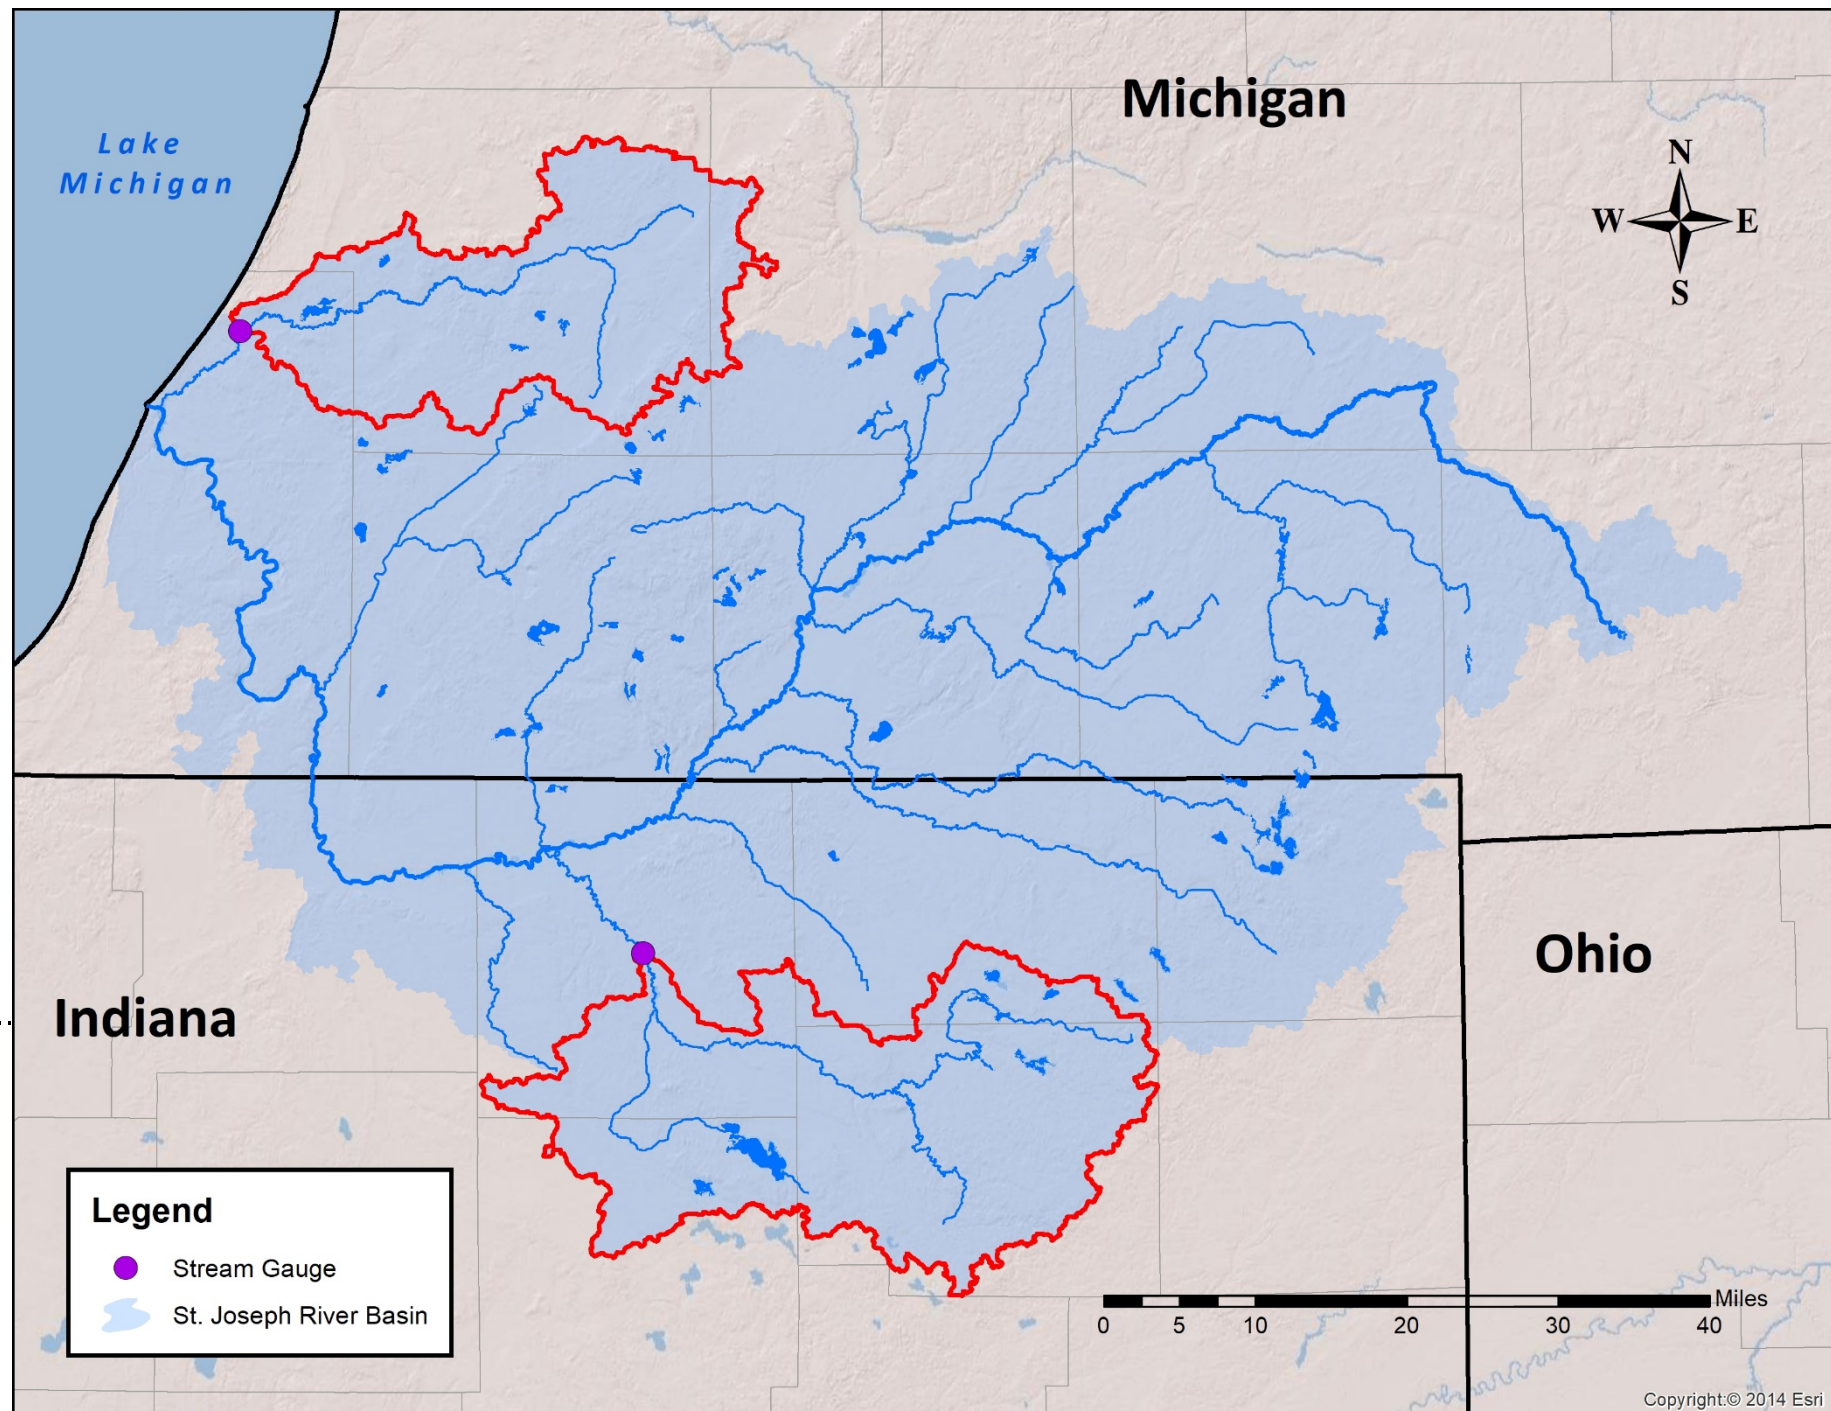 Michigan
Lake
Michigan
N
W E
S
Indiana
Ohio
Legend
Stream Gauge
St. Joseph River Basin
Miles
0 5 10 20 30 40
Copyright:© 2014 Esri